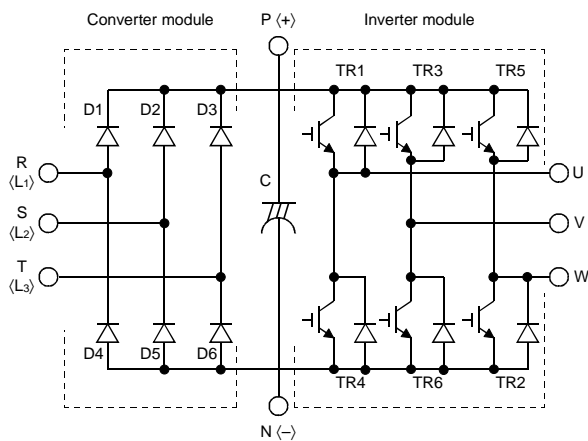 Converter module
P ⟨+⟩
Inverter module
TR1
TR3
TR5
D1
D2
D3
R
⟨L1⟩
C
U
S
⟨L2⟩
V
T
⟨L3⟩
W
D4
D5
D6
TR4
TR6
TR2
N ⟨–⟩